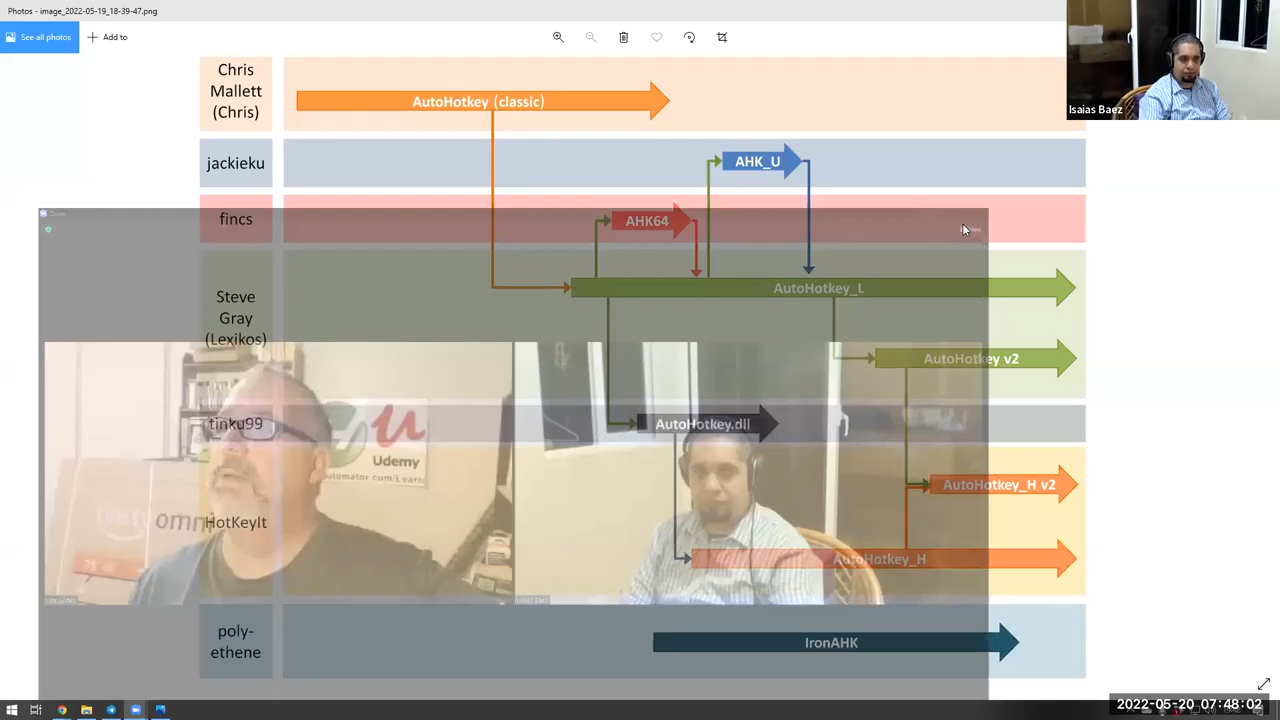 Photos - image_2022-05-19_18-39-47.png
See all photos
Add to
Isaias Baez
Chris
Mallett
(Chris)
AutoHotkey (classic)
jackieku
AHK_U
fincs
AHK64
Zoom
Steve
Gray
(Lexikos)
AutoHotkey_L
AutoHotkey v2
tinku99
AutoHotkey.dll
Udemy
AutoHotkey_H v2
HotKeyIt
AutoHotkey_H
poly-
ethene
IronAHK
2022-05-20 07:48:02